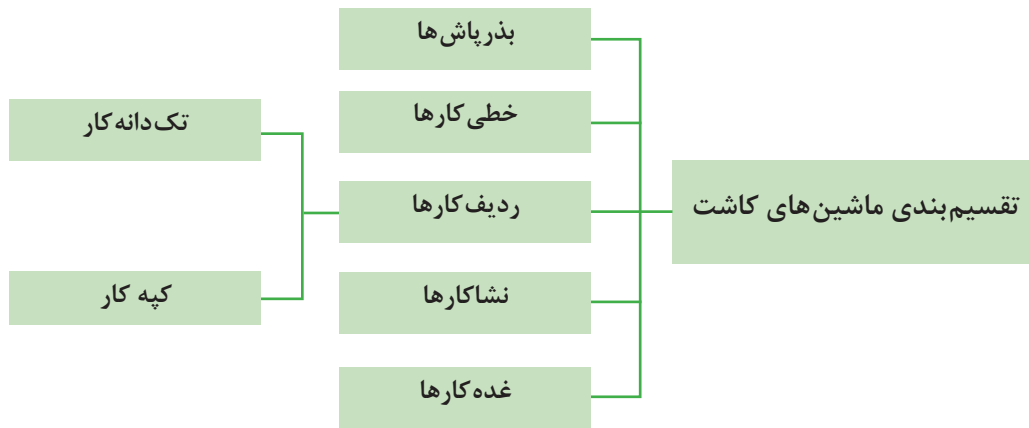 تقسیم‌بندی ماشین‌های کاشت
بذرپاش‌ها
خطی‌کارها
ردیف‌کارها
نشاکارها
غده‌کارها
تک‌دانه‌کار
کپه کار